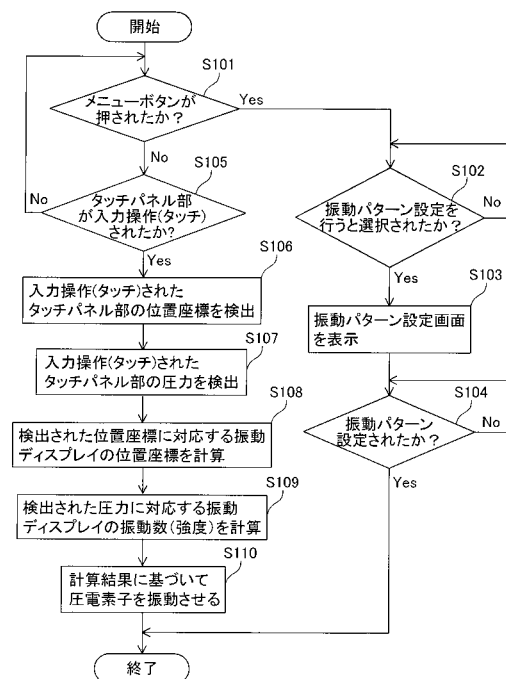 開始
S101
メニューボタンが
押されたか？
Yes
No
S105
タッチパネル部
が入力操作(タッチ)
されたか?
No
Yes
S106
入力操作(タッチ)された
タッチパネル部の位置座標を検出
S107
入力操作(タッチ)された
タッチパネル部の圧力を検出
S108
検出された位置座標に対応する振動
ディスプレイの位置座標を計算
S109
検出された圧力に対応する振動
ディスプレイの振動数(強度)を計算
S110
計算結果に基づいて
圧電素子を振動させる
S102
振動パターン設定を
行うと選択されたか？
No
Yes
S103
振動パターン設定画面
を表示
S104
振動パターン
設定されたか？
No
Yes
終了